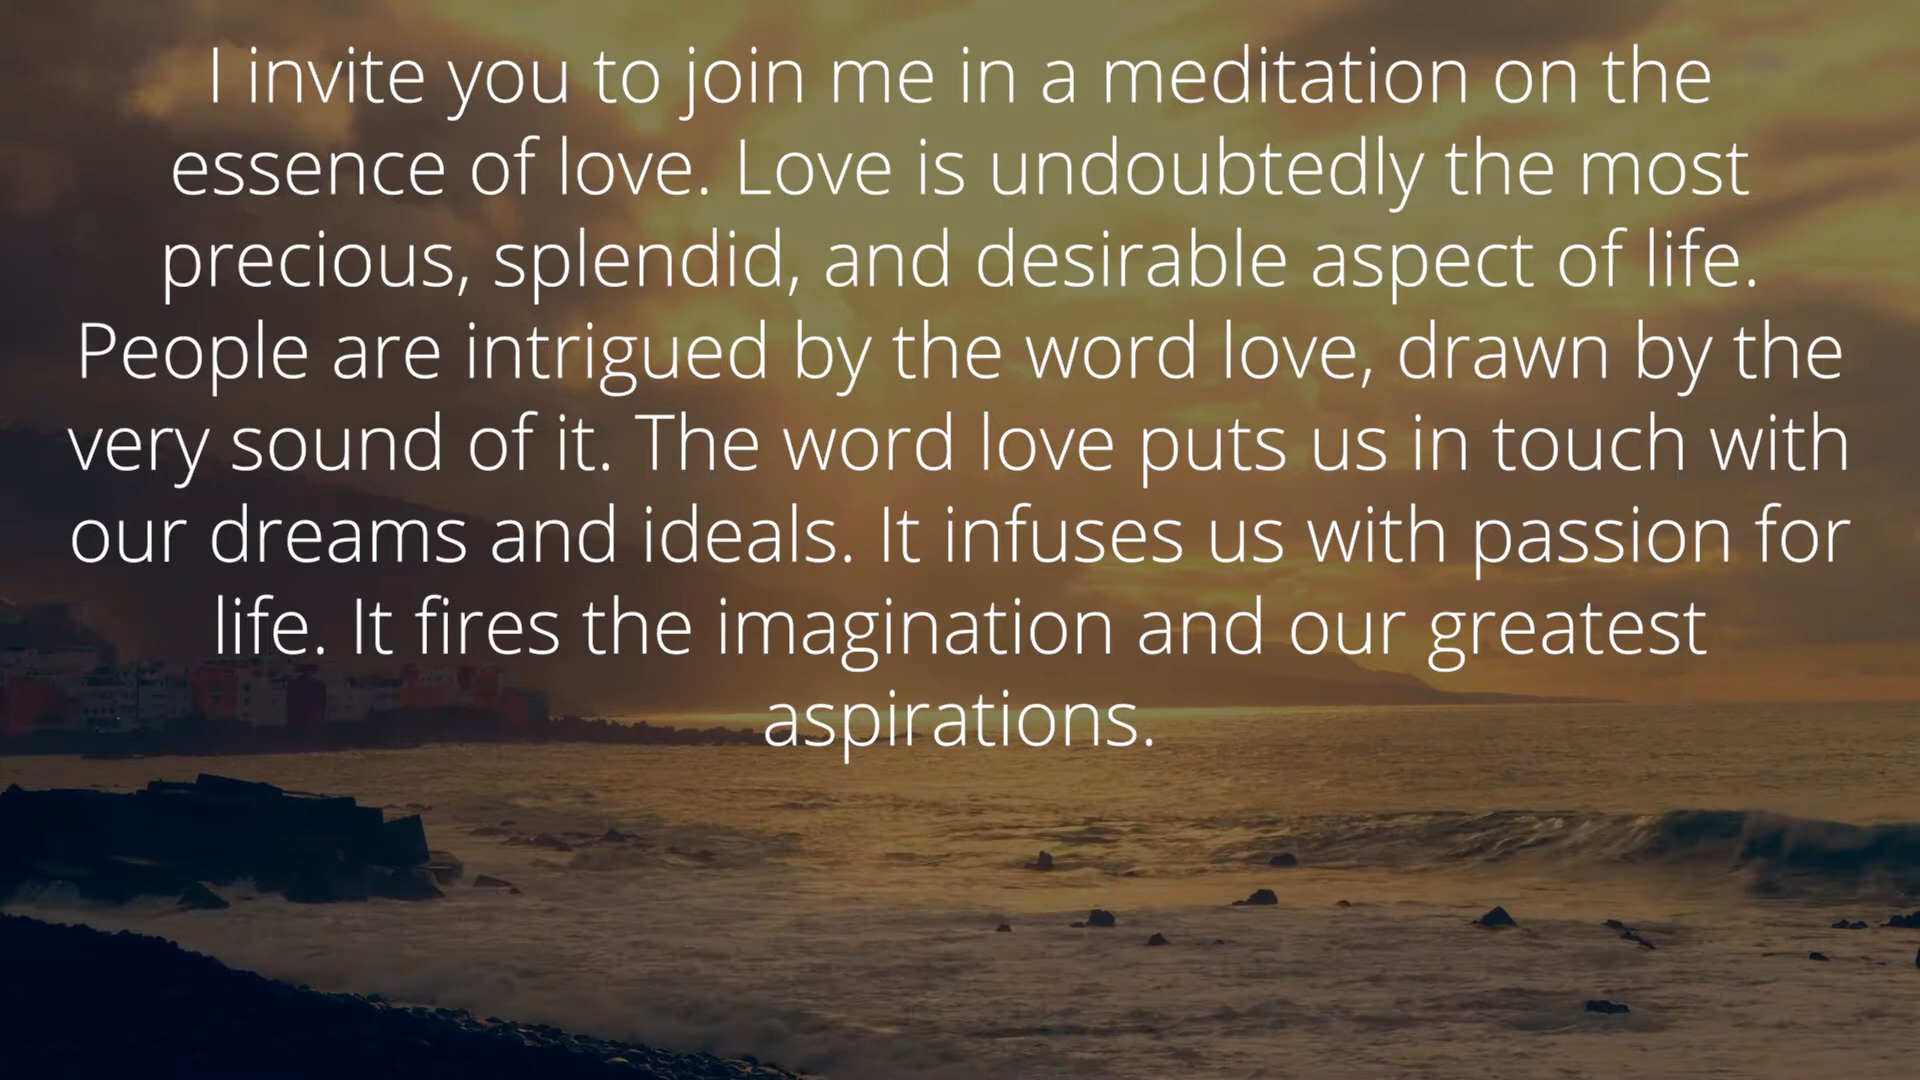 I invite you to join me in a meditation on the
essence of love. Love is undoubtedly the most
precious, splendid, and desirable aspect of life.
People are intrigued by the word love, drawn by the
very sound of it. The word love puts us in touch with
our dreams and ideals. It infuses us with passion for
life. It fires the imagination and our greatest
aspirations.